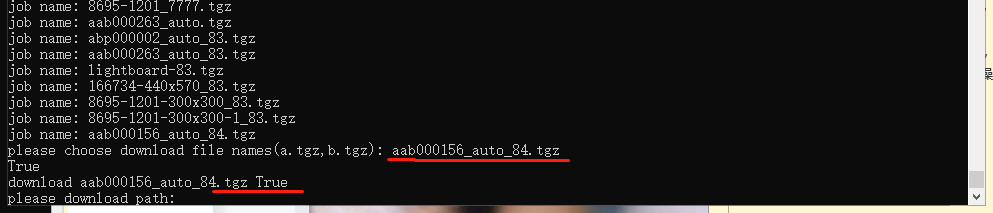 job name: 8695-1201_7777.tgz
job name: aab000263_auto.tgz
job name: abp000002_auto_83.tgz
job name: aab000263_auto_83.tgz
job name: lightboard-83.tgz
job name: 166734-440x570_83.tgz
job name: 8695-1201-300x300_83.tgz
job name: 8695-1201-300x300-1_83.tgz
job name: aab000156_auto_84.tgz
please choose download file names(a.tgz,b.tgz): aab000156_auto_84.tgz
True
download aab000156_auto_84.tgz True
please download path: